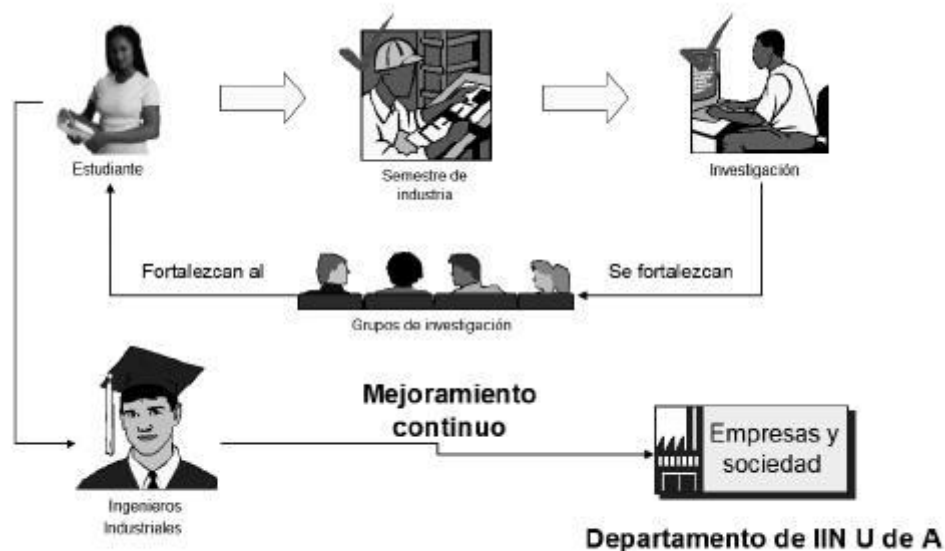 Estudiante
Semestre de
industria
Investigación
Fortalezcan al
Se fortalezcan
Grupos de investigación
Mejoramiento
continuo
Empresas y
sociedad
Ingenieros
Industriales
Departamento de IIN U de A